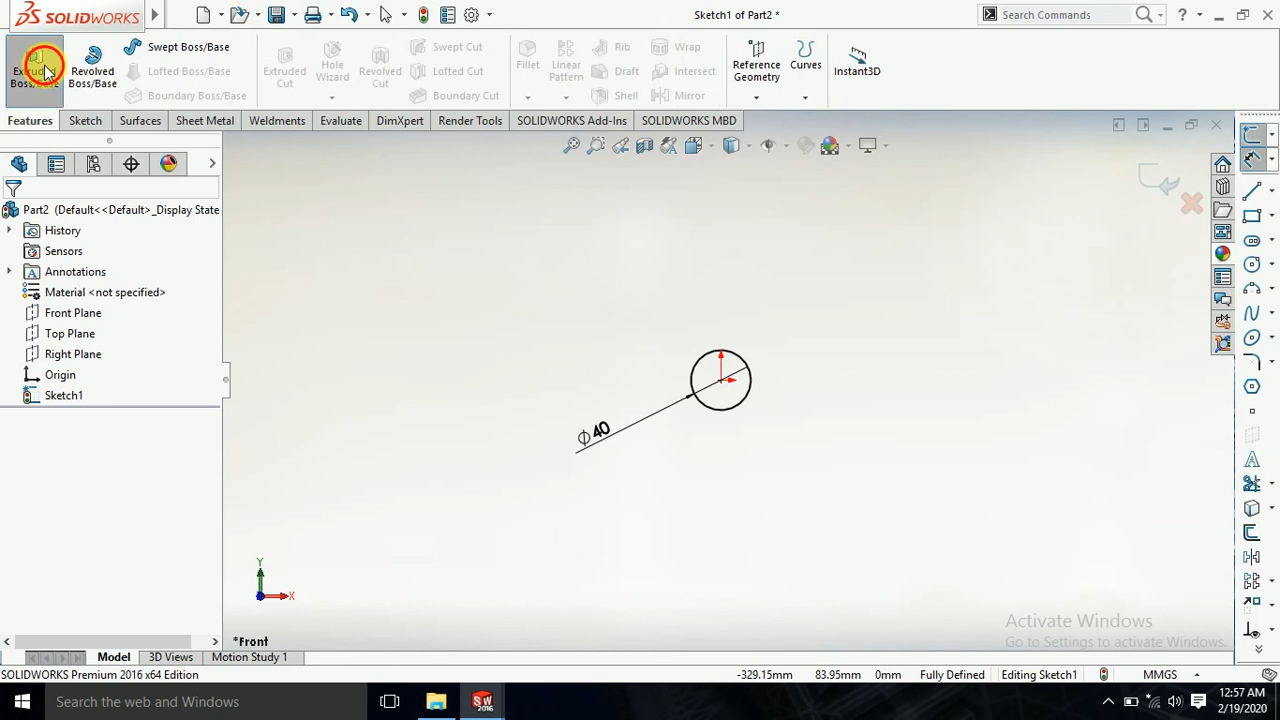 SOLIDWORKS
Sketch1 of Part2 *
Search Commands
Extruded Boss/Base
Revolved Boss/Base
Swept Boss/Base
Lofted Boss/Base
Boundary Boss/Base
Extruded Cut
Hole Wizard
Revolved Cut
Swept Cut
Lofted Cut
Boundary Cut
Fillet
Linear Pattern
Rib
Draft
Shell
Wrap
Intersect
Mirror
Reference Geometry
Curves
Instant3D
Features
Sketch
Surfaces
Sheet Metal
Weldments
Evaluate
DimXpert
Render Tools
SOLIDWORKS Add-Ins
SOLIDWORKS MBD
Part2 (Default<<Default>_Display State
History
Sensors
Annotations
Material <not specified>
Front Plane
Top Plane
Right Plane
Origin
Sketch1
⌀40
Y
X
*Front
Activate Windows
Go to Settings to activate Windows.
Model
3D Views
Motion Study 1
SOLIDWORKS Premium 2016 x64 Edition
-329.15mm
83.95mm
0mm
Fully Defined
Editing Sketch1
MMGS
Search the web and Windows
SW
2016
12:57 AM
2/19/2020